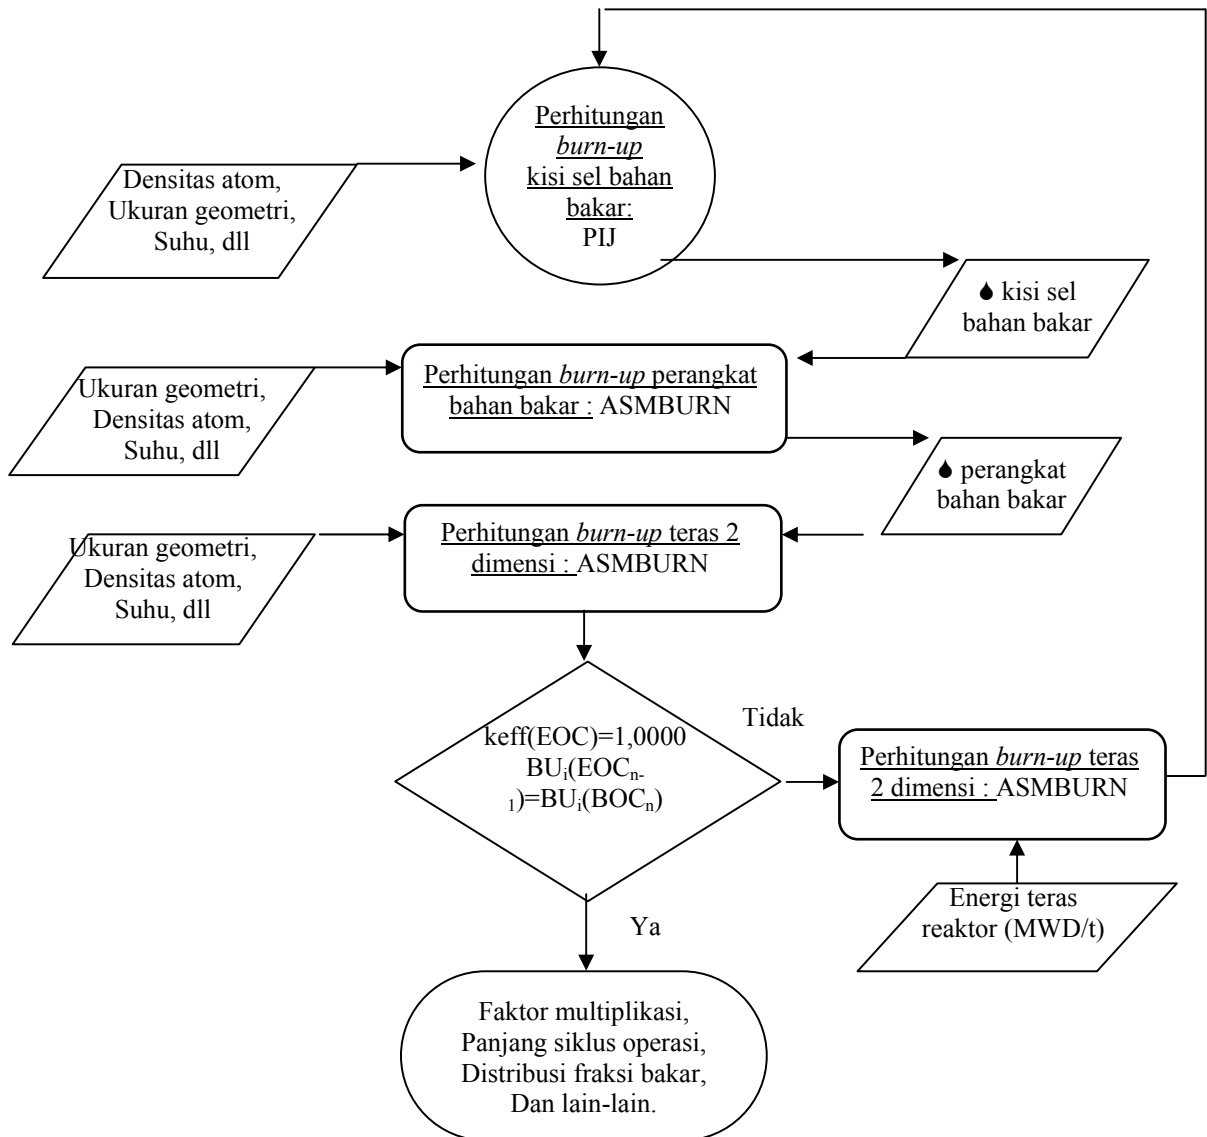 Perhitungan
burn-up
kisi sel bahan
bakar:
PIJ
Densitas atom,
Ukuran geometri,
Suhu, dll
kisi sel
bahan bakar
Ukuran geometri,
Densitas atom,
Suhu, dll
Perhitungan burn-up perangkat
bahan bakar : ASMBURN
perangkat
bahan bakar
Ukuran geometri,
Densitas atom,
Suhu, dll
Perhitungan burn-up teras 2
dimensi : ASMBURN
keff(EOC)=1,0000
BUi(EOCn-
1)=BUi(BOCn)
Tidak
Perhitungan burn-up teras
2 dimensi : ASMBURN
Energi teras
reaktor (MWD/t)
Ya
Faktor multiplikasi,
Panjang siklus operasi,
Distribusi fraksi bakar,
Dan lain-lain.